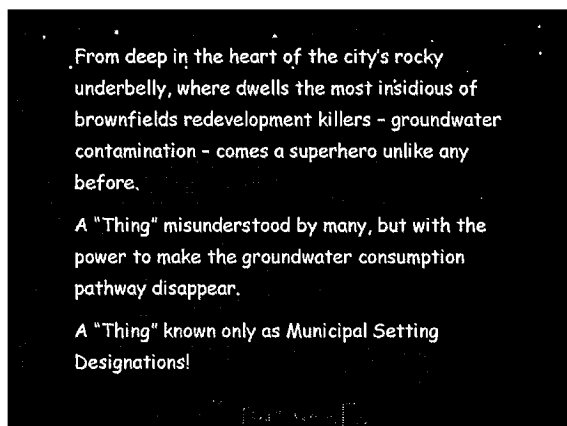 From deep in the heart of the city's rocky
underbelly, where dwells the most insidious of
brownfields redevelopment killers – groundwater
contamination – comes a superhero unlike any
before.
A "Thing" misunderstood by many, but with the
power to make the groundwater consumption
pathway disappear.
A "Thing" known only as Municipal Setting
Designations!